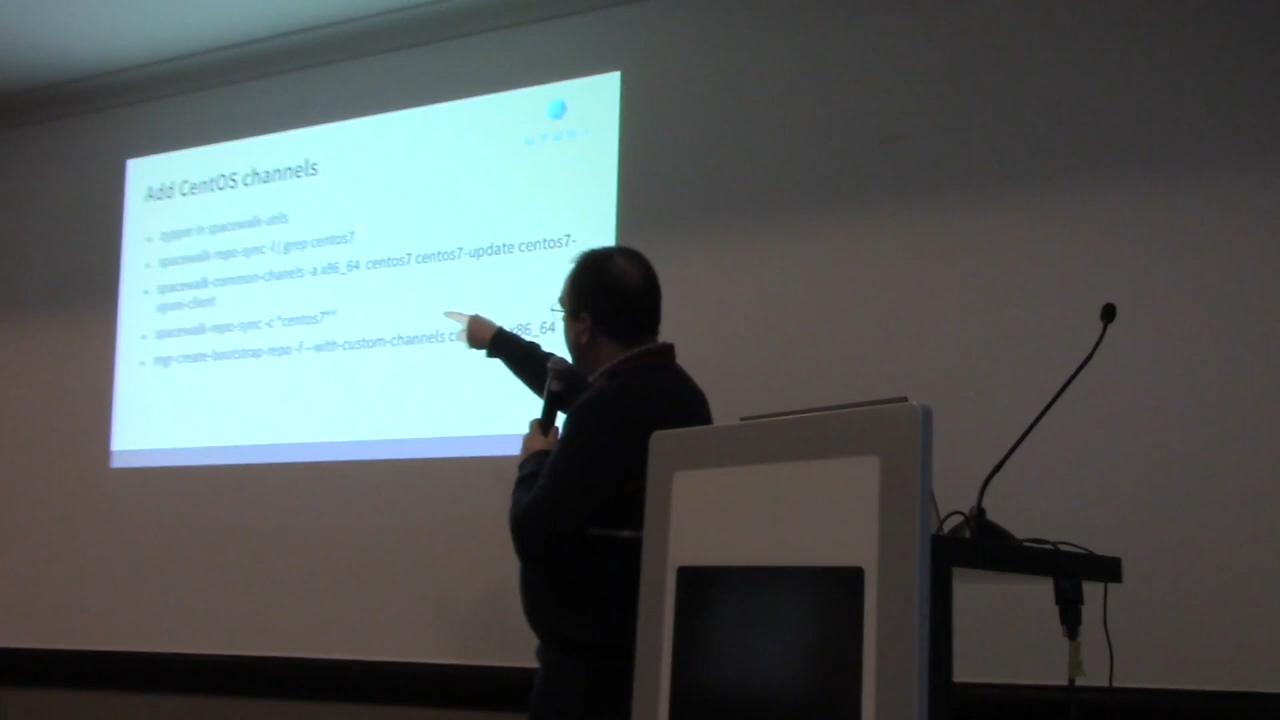 Add CentOS channels
zypper in spacewalk-utils
spacewalk-repo-sync -l | grep centos7
spacewalk-common-chanels -a x86_64 centos7 centos7-update centos7-
uyuni-client
spacewalk-repo-sync -c "centos7*"
mgr-create-bootstrap-repo -f --with-custom-channels x86_64